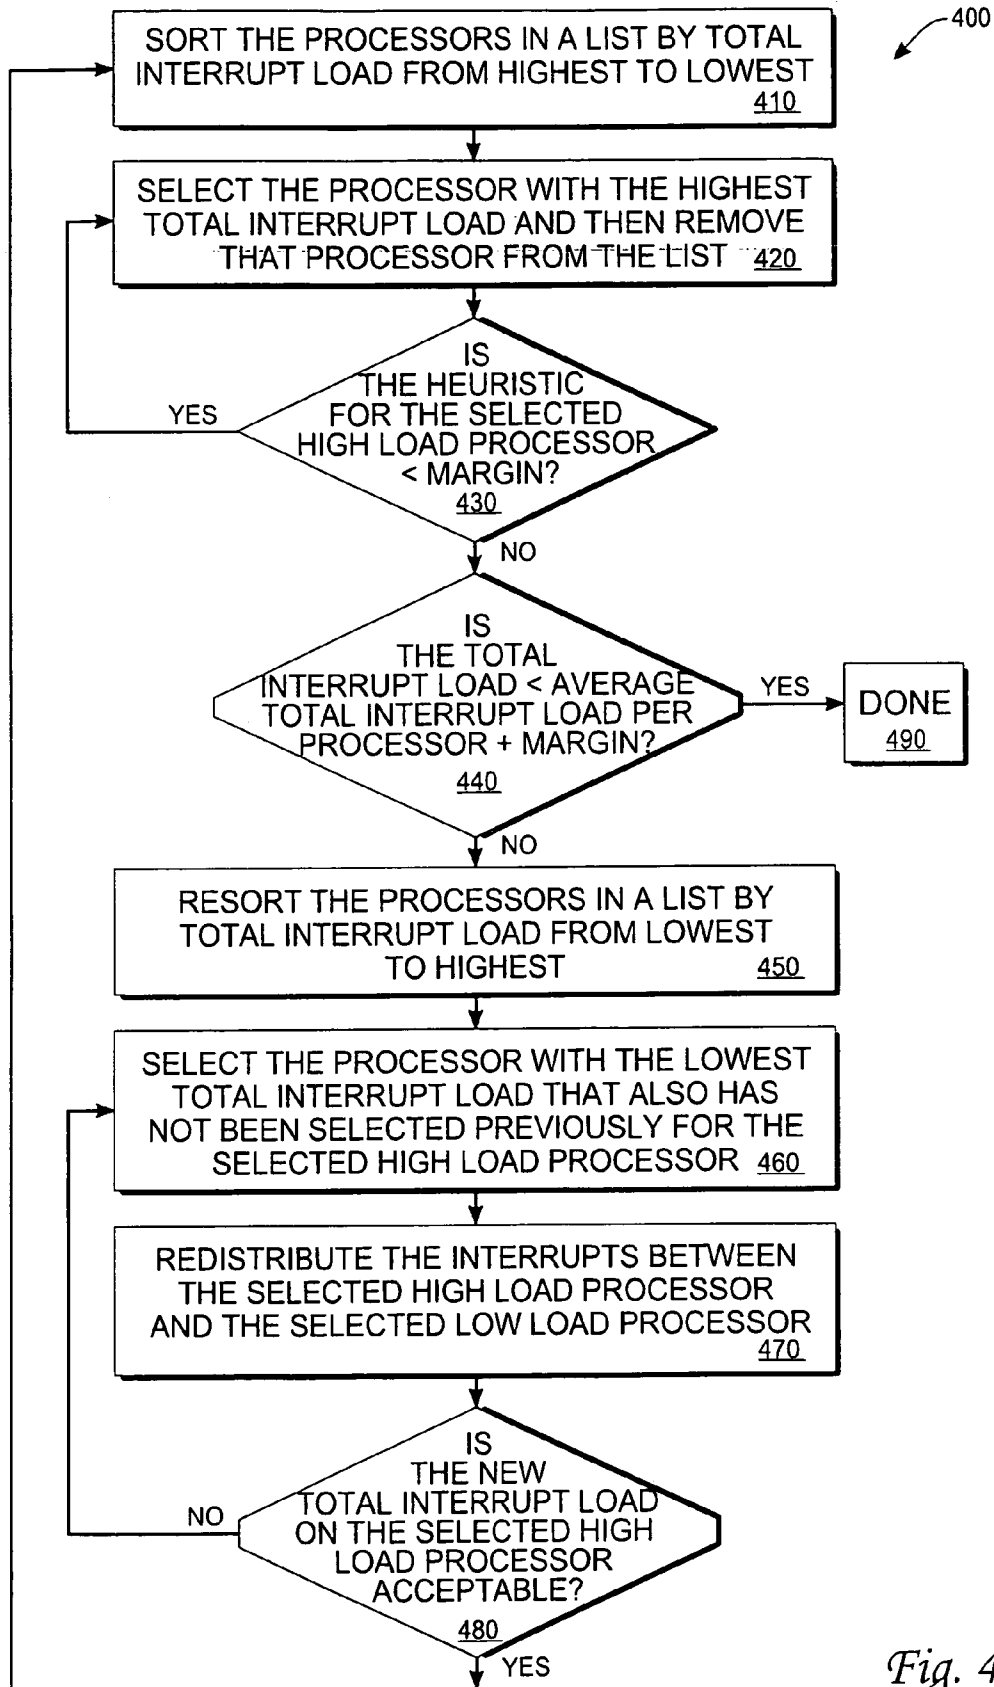 400
SORT THE PROCESSORS IN A LIST BY TOTAL
INTERRUPT LOAD FROM HIGHEST TO LOWEST
410
SELECT THE PROCESSOR WITH THE HIGHEST
TOTAL INTERRUPT LOAD AND THEN REMOVE
THAT PROCESSOR FROM THE LIST 420
IS
THE HEURISTIC
FOR THE SELECTED
HIGH LOAD PROCESSOR
< MARGIN?
430
YES
NO
IS
THE TOTAL
INTERRUPT LOAD < AVERAGE
TOTAL INTERRUPT LOAD PER
PROCESSOR + MARGIN?
440
YES
DONE
490
NO
RESORT THE PROCESSORS IN A LIST BY
TOTAL INTERRUPT LOAD FROM LOWEST
TO HIGHEST 450
SELECT THE PROCESSOR WITH THE LOWEST
TOTAL INTERRUPT LOAD THAT ALSO HAS
NOT BEEN SELECTED PREVIOUSLY FOR THE
SELECTED HIGH LOAD PROCESSOR 460
REDISTRIBUTE THE INTERRUPTS BETWEEN
THE SELECTED HIGH LOAD PROCESSOR
AND THE SELECTED LOW LOAD PROCESSOR
470
IS
THE NEW
TOTAL INTERRUPT LOAD
ON THE SELECTED HIGH
LOAD PROCESSOR
ACCEPTABLE?
480
NO
YES
Fig. 4